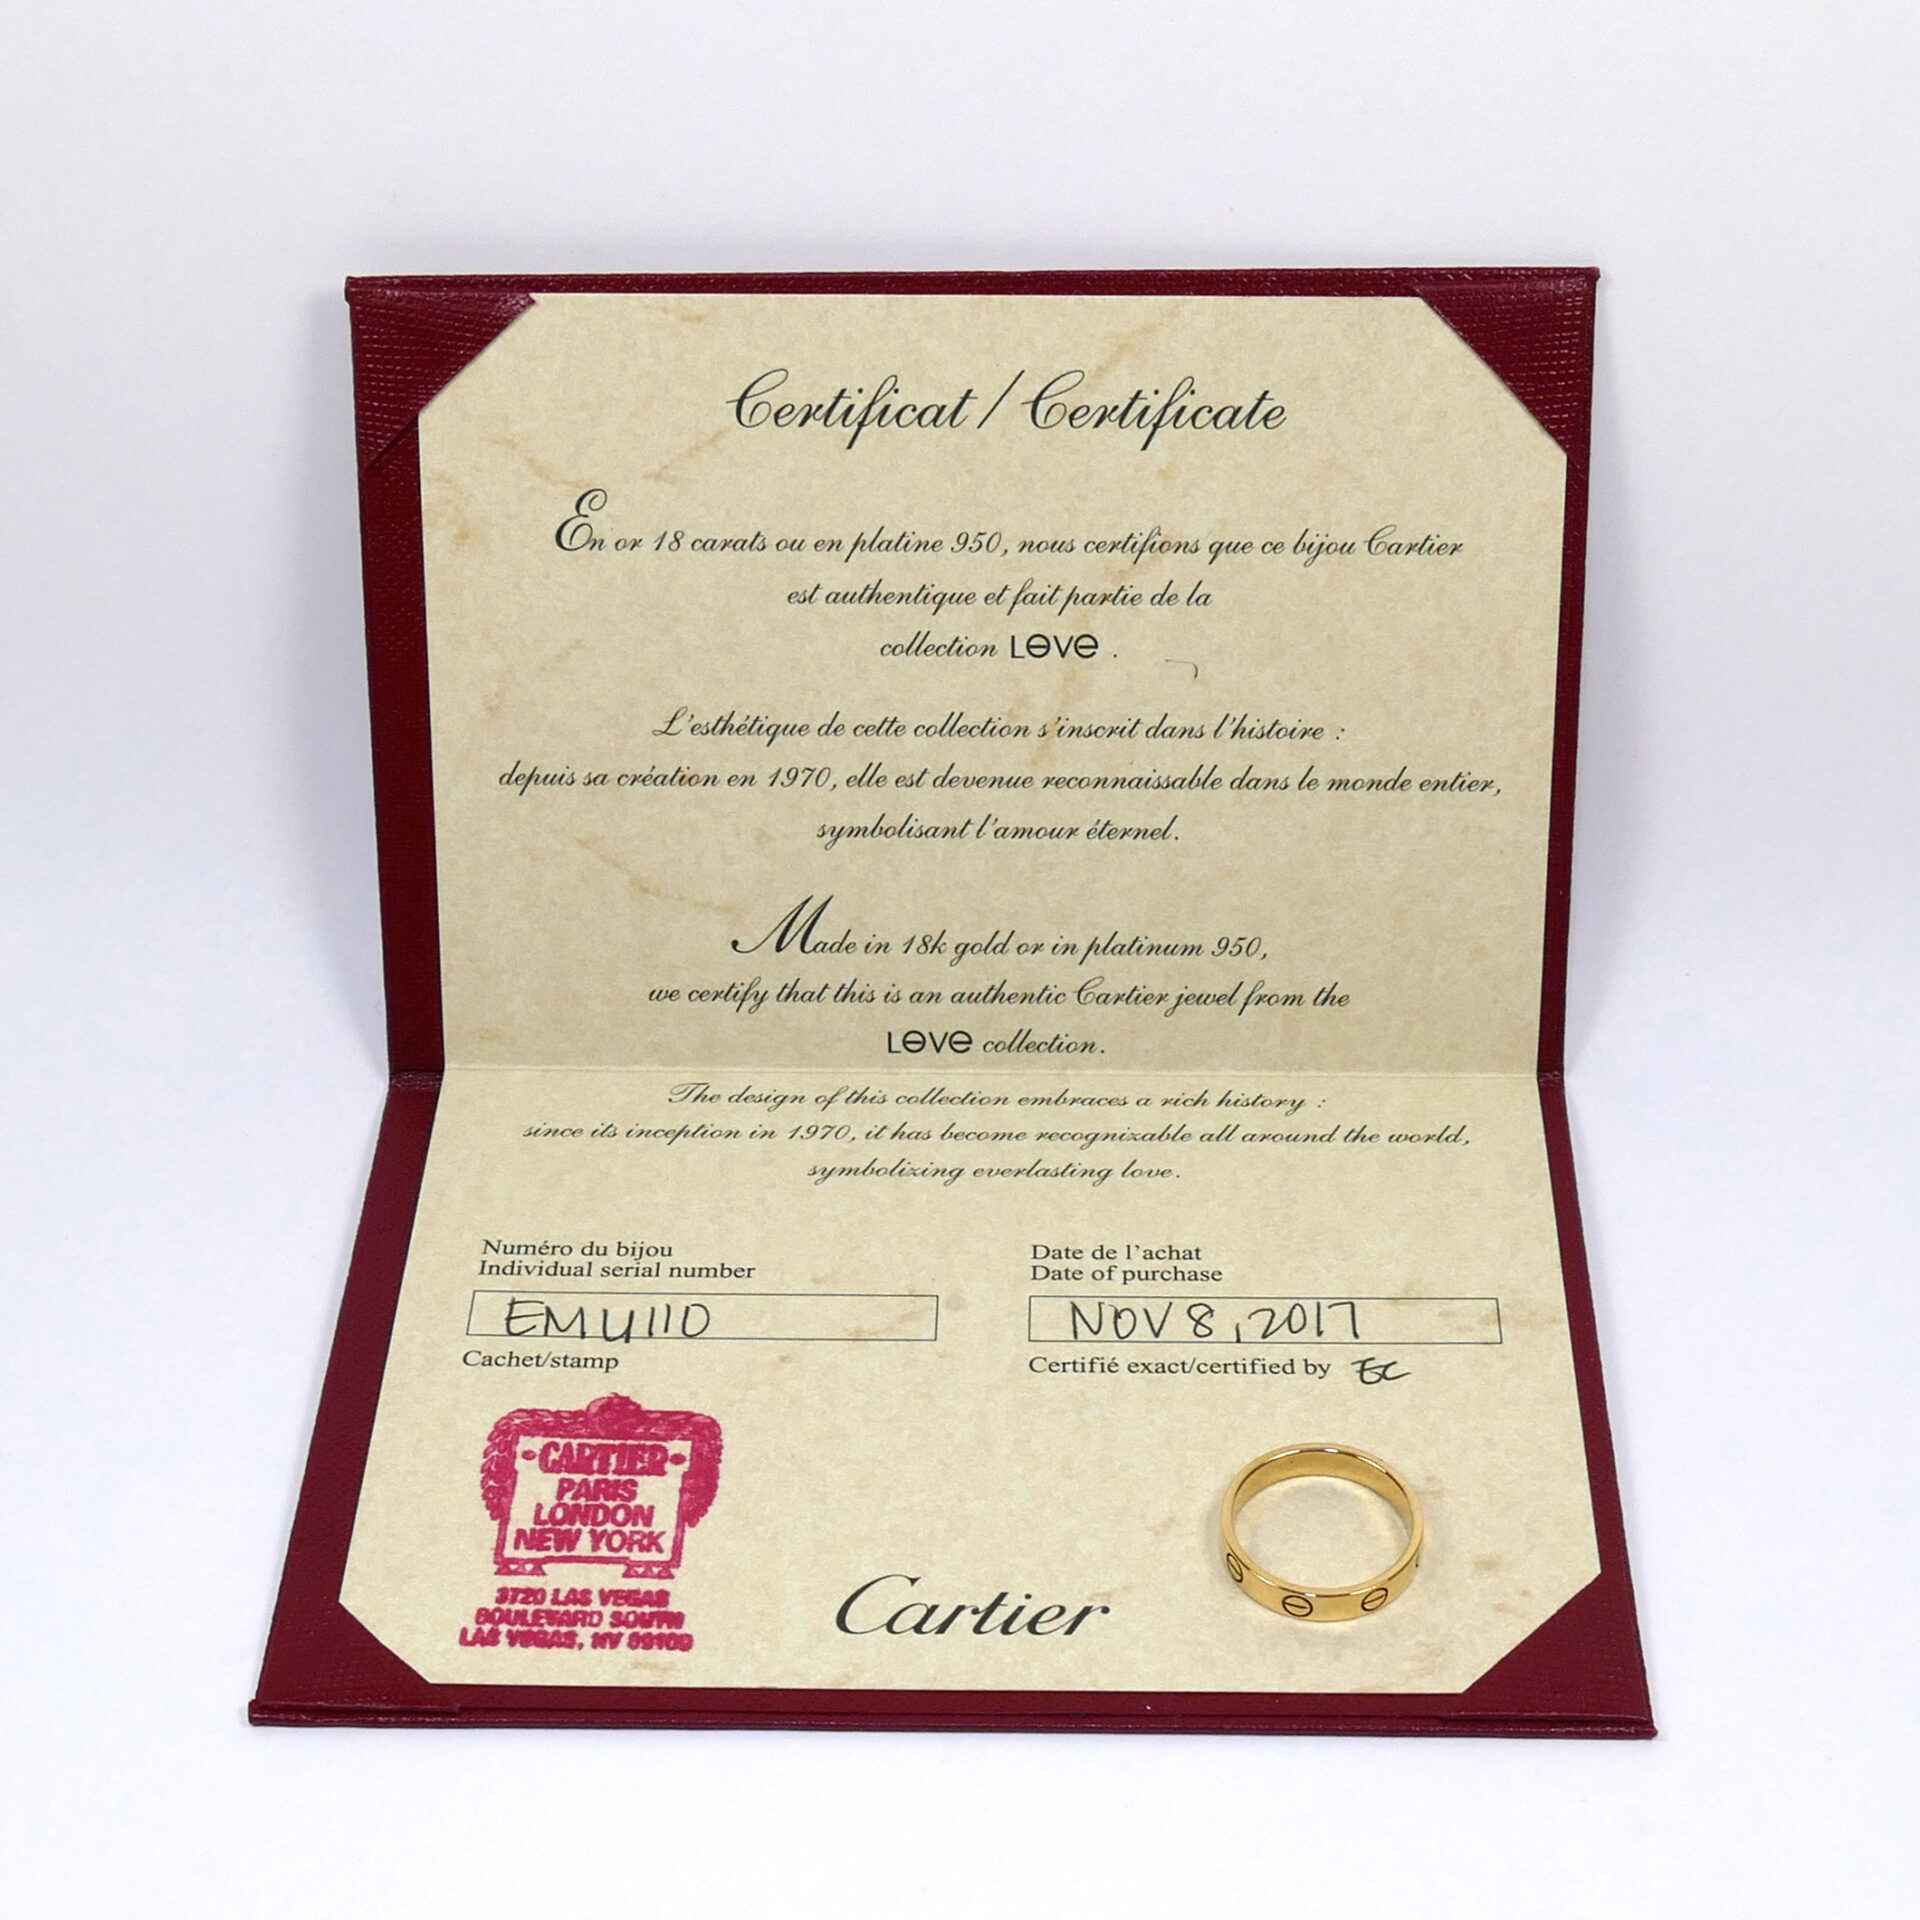 Certificat / Certificate
En or 18 carats ou en platine 950, nous certifions que ce bijou Cartier
est authentique et fait partie de la
collection LOVE .
L'esthétique de cette collection s'inscrit dans l'histoire :
depuis sa création en 1970, elle est devenue reconnaissable dans le monde entier,
symbolisant l'amour éternel.
Made in 18k gold or in platinum 950,
we certify that this is an authentic Cartier jewel from the
LOVE collection.
The design of this collection embraces a rich history :
since its inception in 1970, it has become recognizable all around the world,
symbolizing everlasting love.
Numéro du bijou
Individual serial number
EMU110
Cachet/stamp
Date de l'achat
Date of purchase
NOV 8, 2017
Certifié exact/certified by EC
CARTIER
PARIS
LONDON
NEW YORK
3720 LAS VEGAS
BOULEVARD SOUTH
LAS VEGAS, NV
Cartier